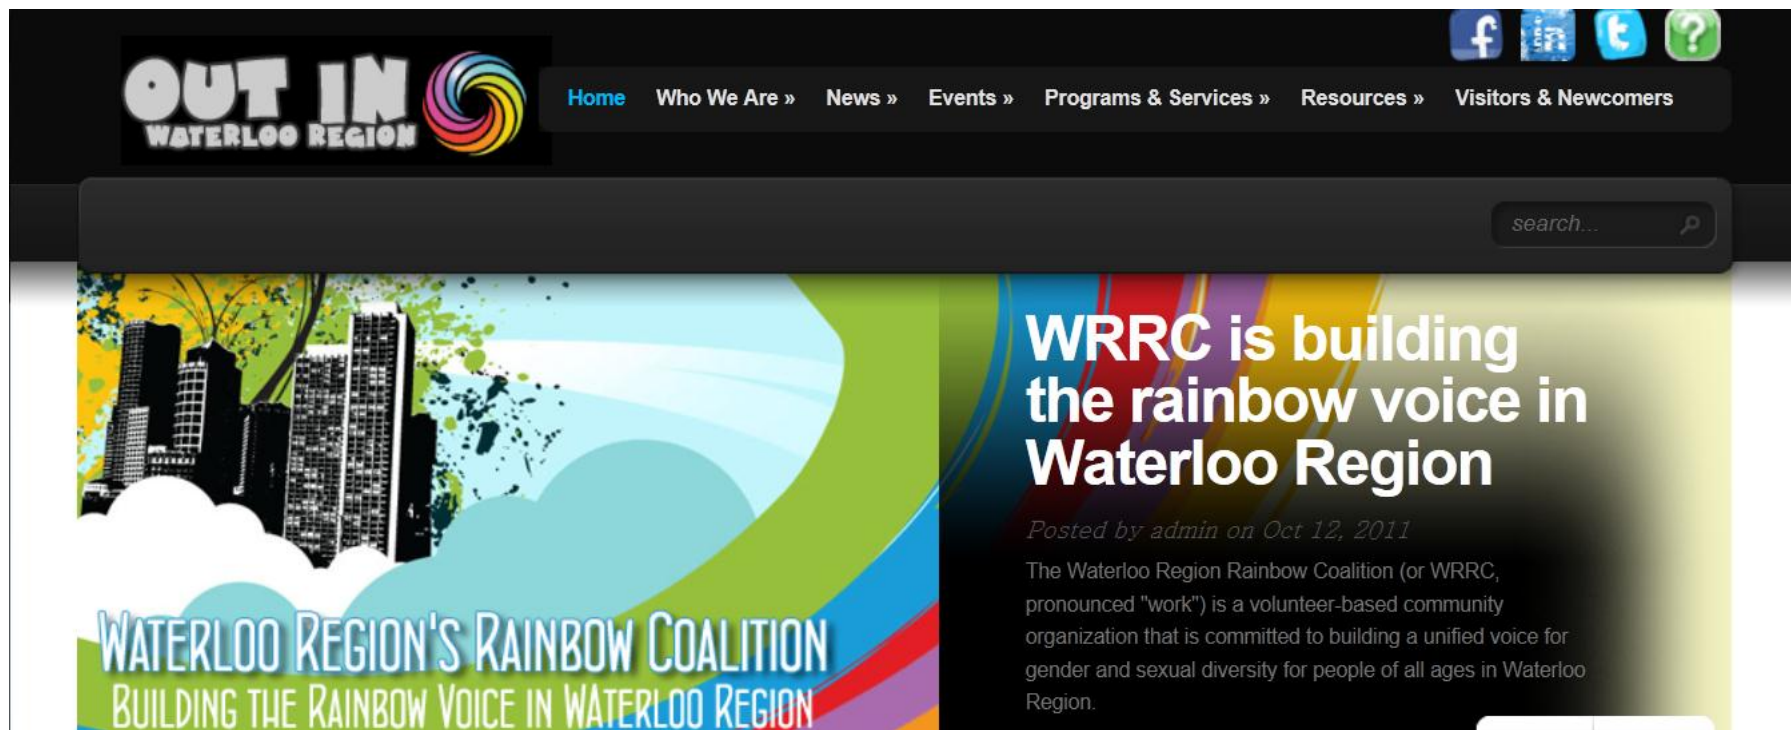 OUT IN
WATERLOO REGION
Home Who We Are » News » Events » Programs & Services » Resources » Visitors & Newcomers
search...
WATERLOO REGION'S RAINBOW COALITION
BUILDING THE RAINBOW VOICE IN WATERLOO REGION
WRRC is building
the rainbow voice in
Waterloo Region
Posted by admin on Oct 12, 2011
The Waterloo Region Rainbow Coalition (or WRRC,
pronounced "work") is a volunteer-based community
organization that is committed to building a unified voice for
gender and sexual diversity for people of all ages in Waterloo
Region.